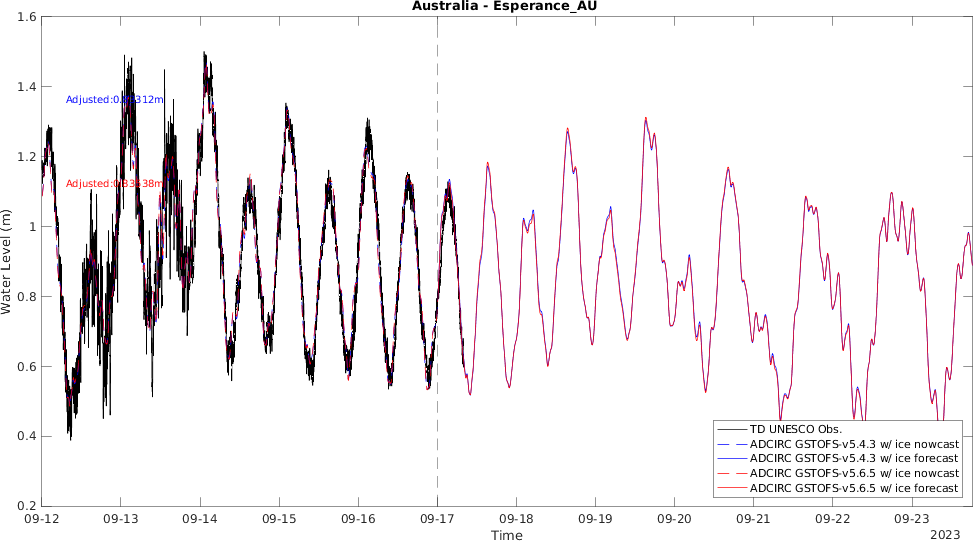 Australia - Esperance_AU
Water Level (m)
1.6
1.4
1.2
1
0.8
0.6
0.4
0.2
Adjusted:
Adjusted:
TD UNESCO Obs.
ADCIRC GSTOFS-v5.4.3 w/ ice nowcast
ADCIRC GSTOFS-v5.4.3 w/ ice forecast
ADCIRC GSTOFS-v5.6.5 w/ ice nowcast
ADCIRC GSTOFS-v5.6.5 w/ ice forecast
09-12 09-13 09-14 09-15 09-16 09-17 09-18 09-19 09-20 09-21 09-22 09-23
Time
2023